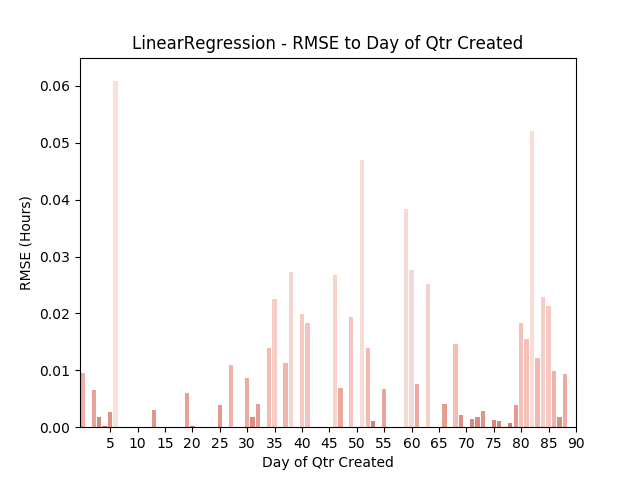 LinearRegression - RMSE to Day of Qtr Created
0.06
0.05
0.04
0.03
0.02
0.01
0.00
RMSE (Hours)
5 10 15 20 25 30 35 40 45 50 55 60 65 70 75 80 85 90
Day of Qtr Created